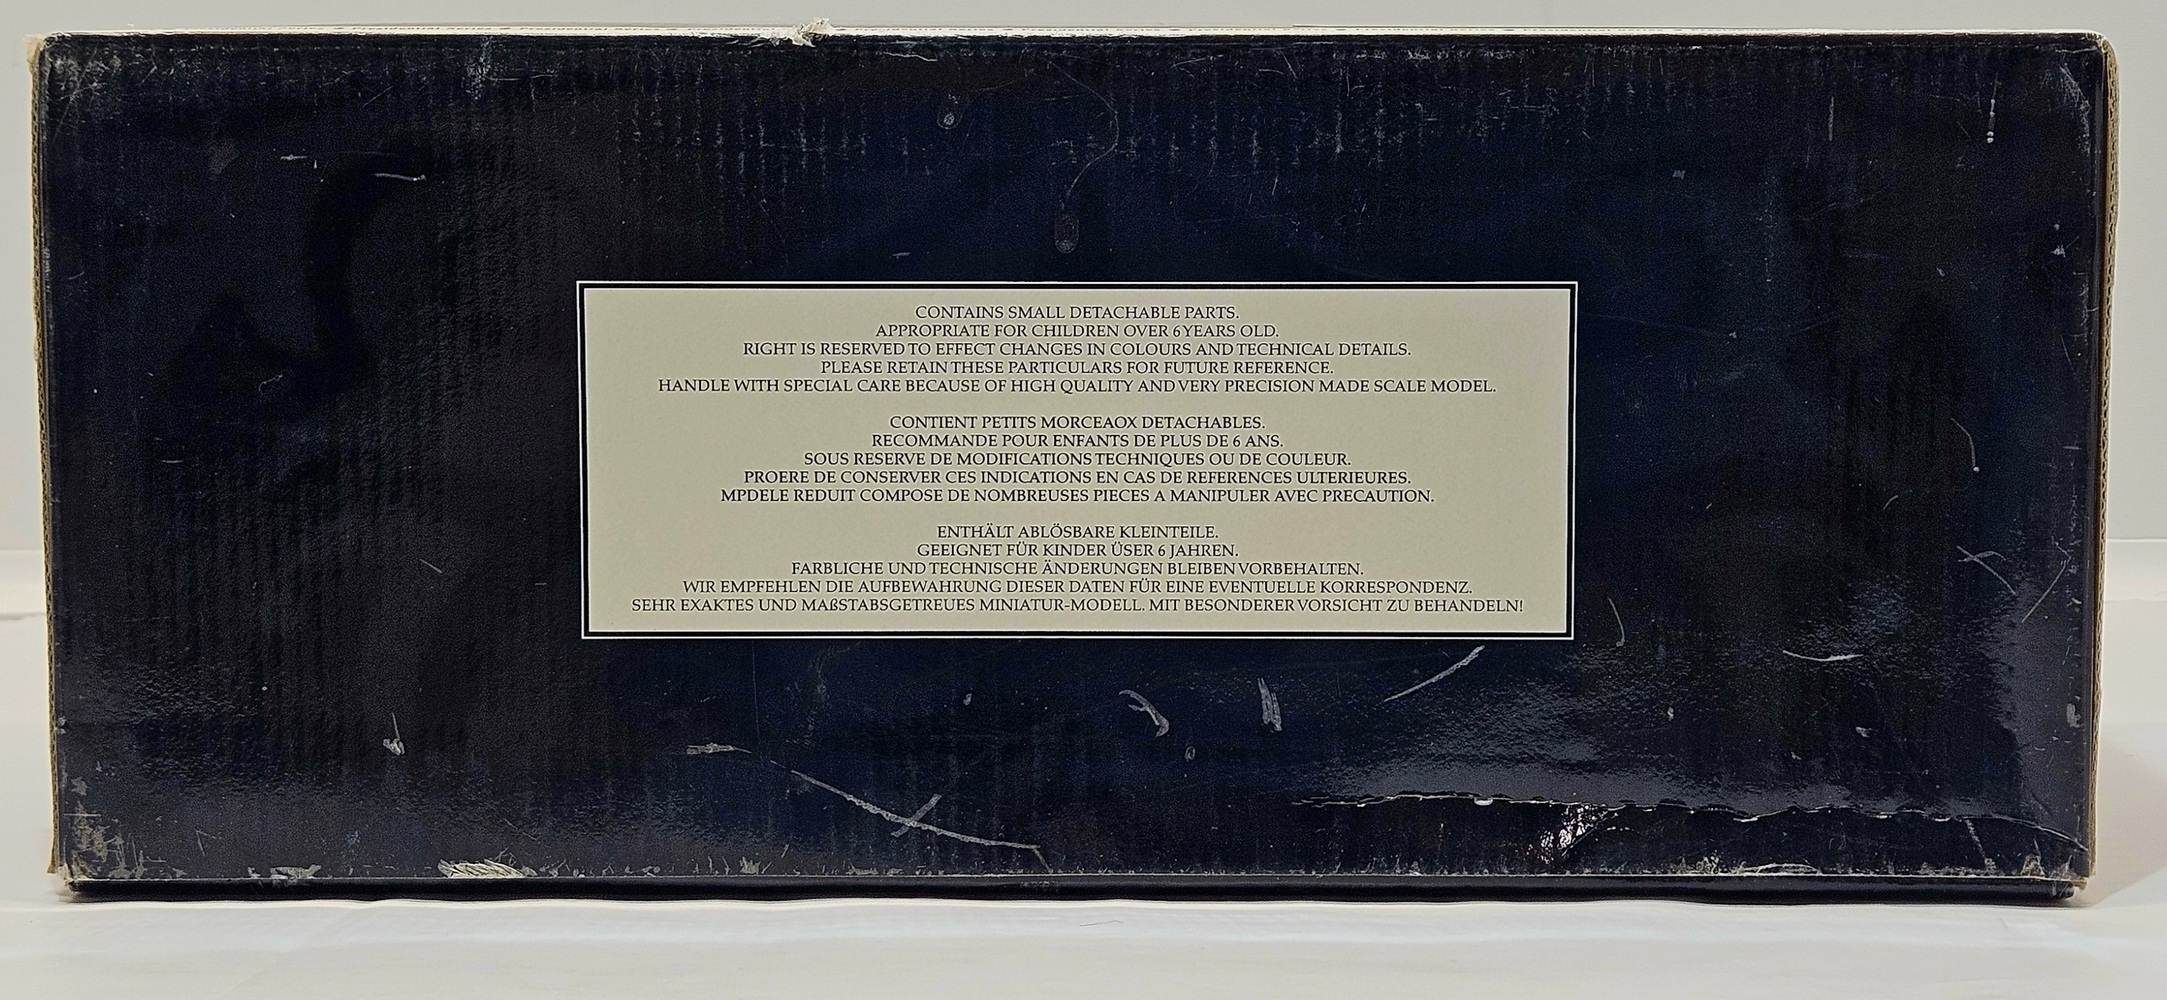 CONTAINS SMALL DETACHABLE PARTS.
APPROPRIATE FOR CHILDREN OVER 6 YEARS OLD.
RIGHT IS RESERVED TO EFFECT CHANGES IN COLOURS AND TECHNICAL DETAILS.
PLEASE RETAIN THESE PARTICULARS FOR FUTURE REFERENCE.
HANDLE WITH SPECIAL CARE BECAUSE OF HIGH QUALITY AND VERY PRECISION MADE SCALE MODEL.
CONTIENT PETITS MORCEAOX DETACHABLES.
RECOMMANDE POUR ENFANTS DE PLUS DE 6 ANS.
SOUS RESERVE DE MODIFICATIONS TECHNIQUES OU DE COULEUR.
PROERE DE CONSERVER CES INDICATIONS EN CAS DE REFERENCES ULTERIEURES.
MPDELE REDUIT COMPOSE DE NOMBREUSES PIECES A MANIPULER AVEC PRECAUTION.
ENTHÄLT ABLÖSBARE KLEINTEILE.
GEEIGNET FÜR KINDER ÜSER 6 JAHREN.
FARBLICHE UND TECHNISCHE ÄNDERUNGEN BLEIBEN VORBEHALTEN.
WIR EMPFEHLEN DIE AUFBEWAHRUNG DIESER DATEN FÜR EINE EVENTUELLE KORRESPONDENZ.
SEHR EXAKTES UND MAßSTABSGETREUES MINIATUR-MODELL. MIT BESONDERER VORSICHT ZU BEHANDELN!